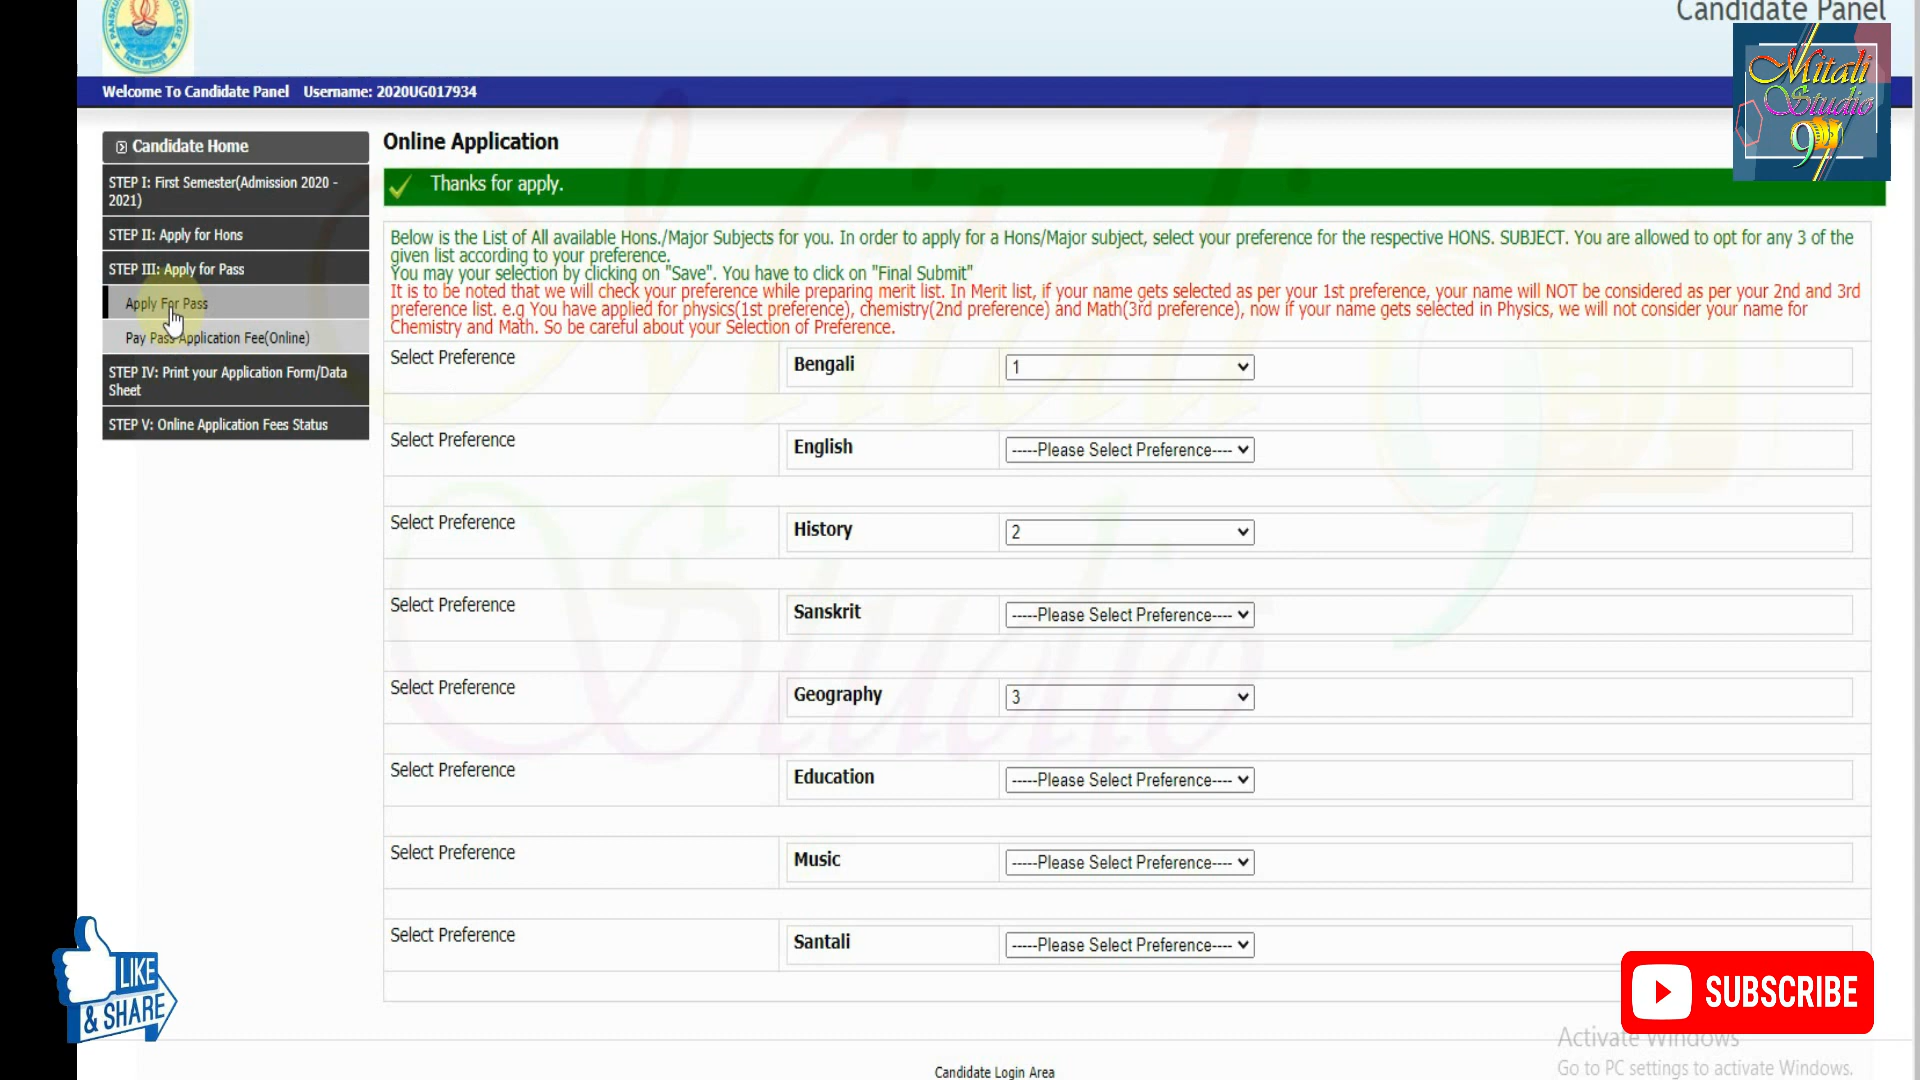 Candidate Panel
Mitali
Studio
Welcome To Candidate Panel Username: 2020UG017934
Candidate Home
STEP I: First Semester(Admission 2020 -
2021)
STEP II: Apply for Hons
STEP III: Apply for Pass
Apply For Pass
Pay Pass Application Fee(Online)
STEP IV: Print your Application Form/Data
Sheet
STEP V: Online Application Fees Status
Online Application
Thanks for apply.
Below is the List of All available Hons./Major Subjects for you. In order to apply for a Hons/Major subject, select your preference for the respective HONS. SUBJECT. You are allowed to opt for any 3 of the
given list according to your preference.
You may your selection by clicking on "Save". You have to click on "Final Submit"
It is to be noted that we will check your preference while preparing merit list. In Merit list, if your name gets selected as per your 1st preference, your name will NOT be considered as per your 2nd and 3rd
preference list. e.g You have applied for physics(1st preference), chemistry(2nd preference) and Math(3rd preference), now if your name gets selected in Physics, we will not consider your name for
Chemistry and Math. So be careful about your Selection of Preference.
Select Preference Bengali 1
Select Preference English -----Please Select Preference----
Select Preference History 2
Select Preference Sanskrit -----Please Select Preference----
Select Preference Geography 3
Select Preference Education -----Please Select Preference----
Select Preference Music -----Please Select Preference----
Select Preference Santali -----Please Select Preference----
LIKE
& SHARE
SUBSCRIBE
Activate Windows
Go to PC settings to activate Windows.
Candidate Login Area